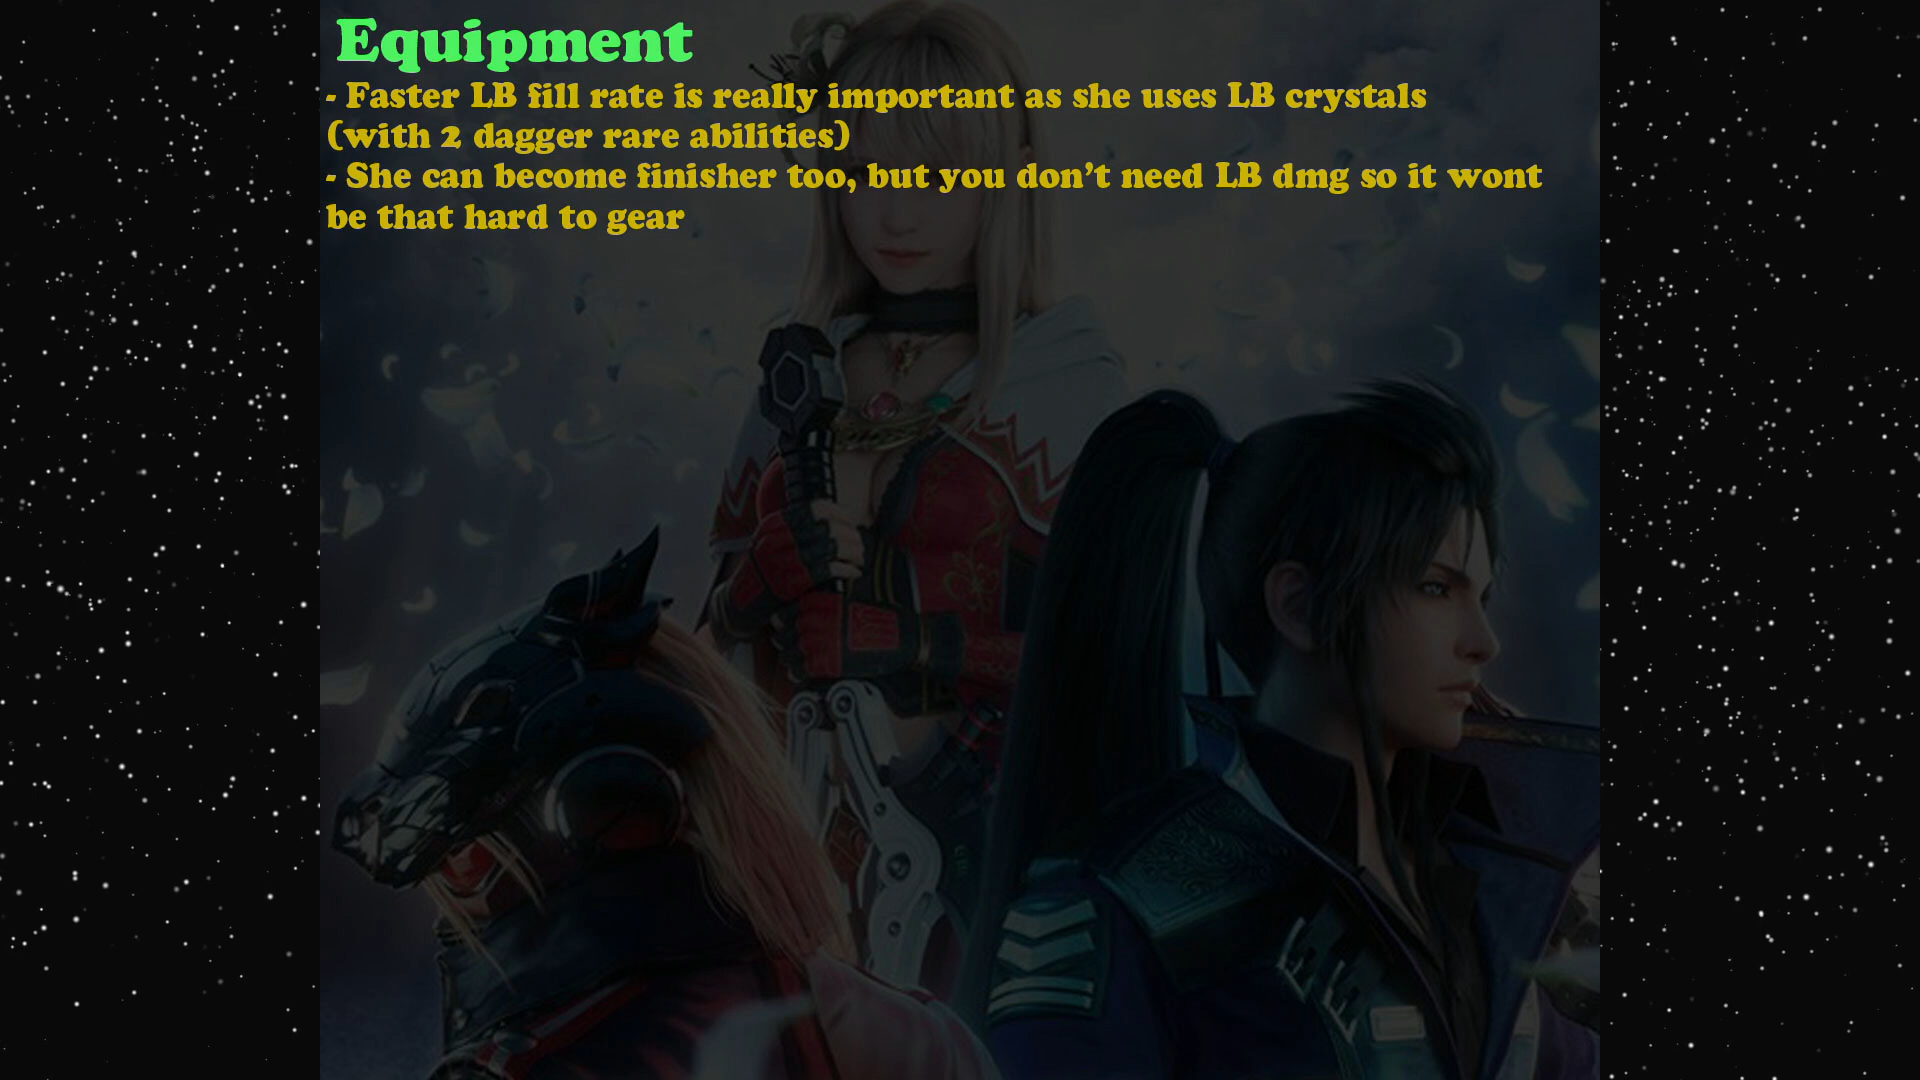 Equipment
- Faster LB fill rate is really important as she uses LB crystals
(with 2 dagger rare abilities)
- She can become finisher too, but you don't need LB dmg so it wont
be that hard to gear